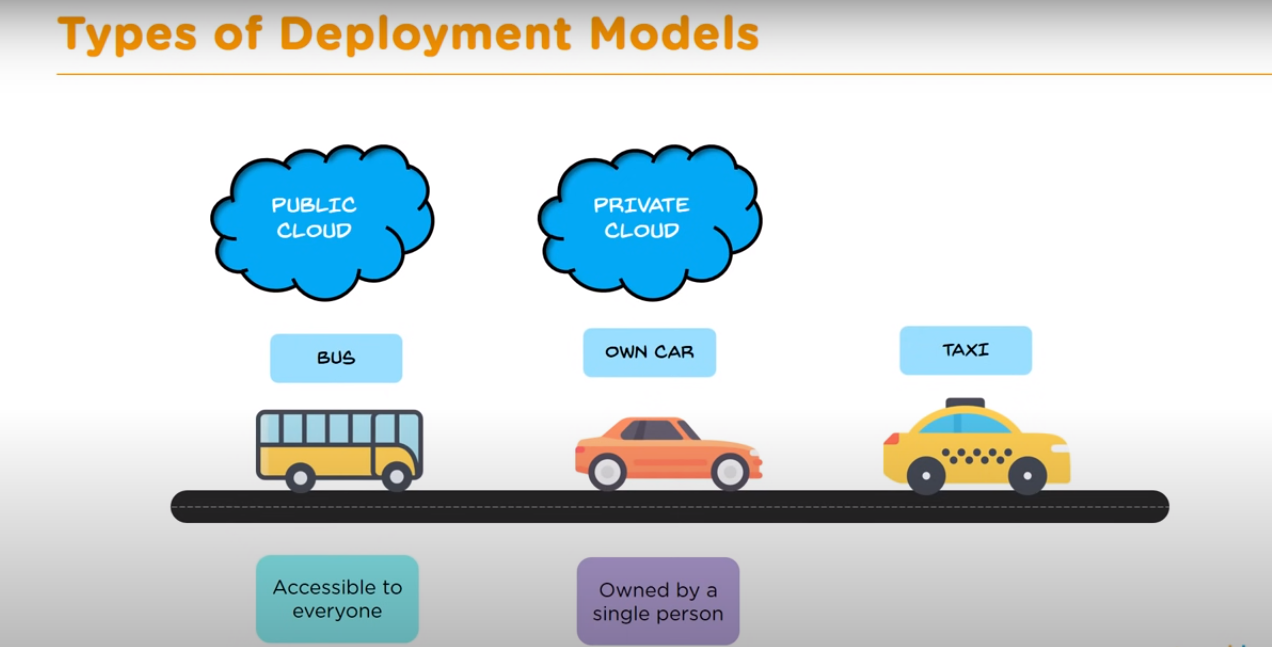 Types of Deployment Models
PUBLIC
CLOUD
PRIVATE
CLOUD
BUS
OWN CAR
TAXI
Accessible to
everyone
Owned by a
single person